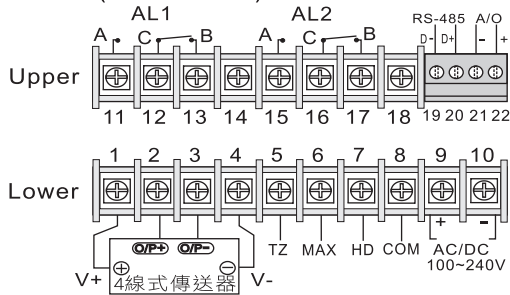 AL1 AL2 RS-485 A/O
A C B A C B D- D+ - +
Upper
11 12 13 14 15 16 17 18 19 20 21 22
1 2 3 4 5 6 7 8 9 10
Lower
+ -
O/P+ O/P- TZ MAX HD COM AC/DC
100~240V
V+ 4線式傳送器 V-